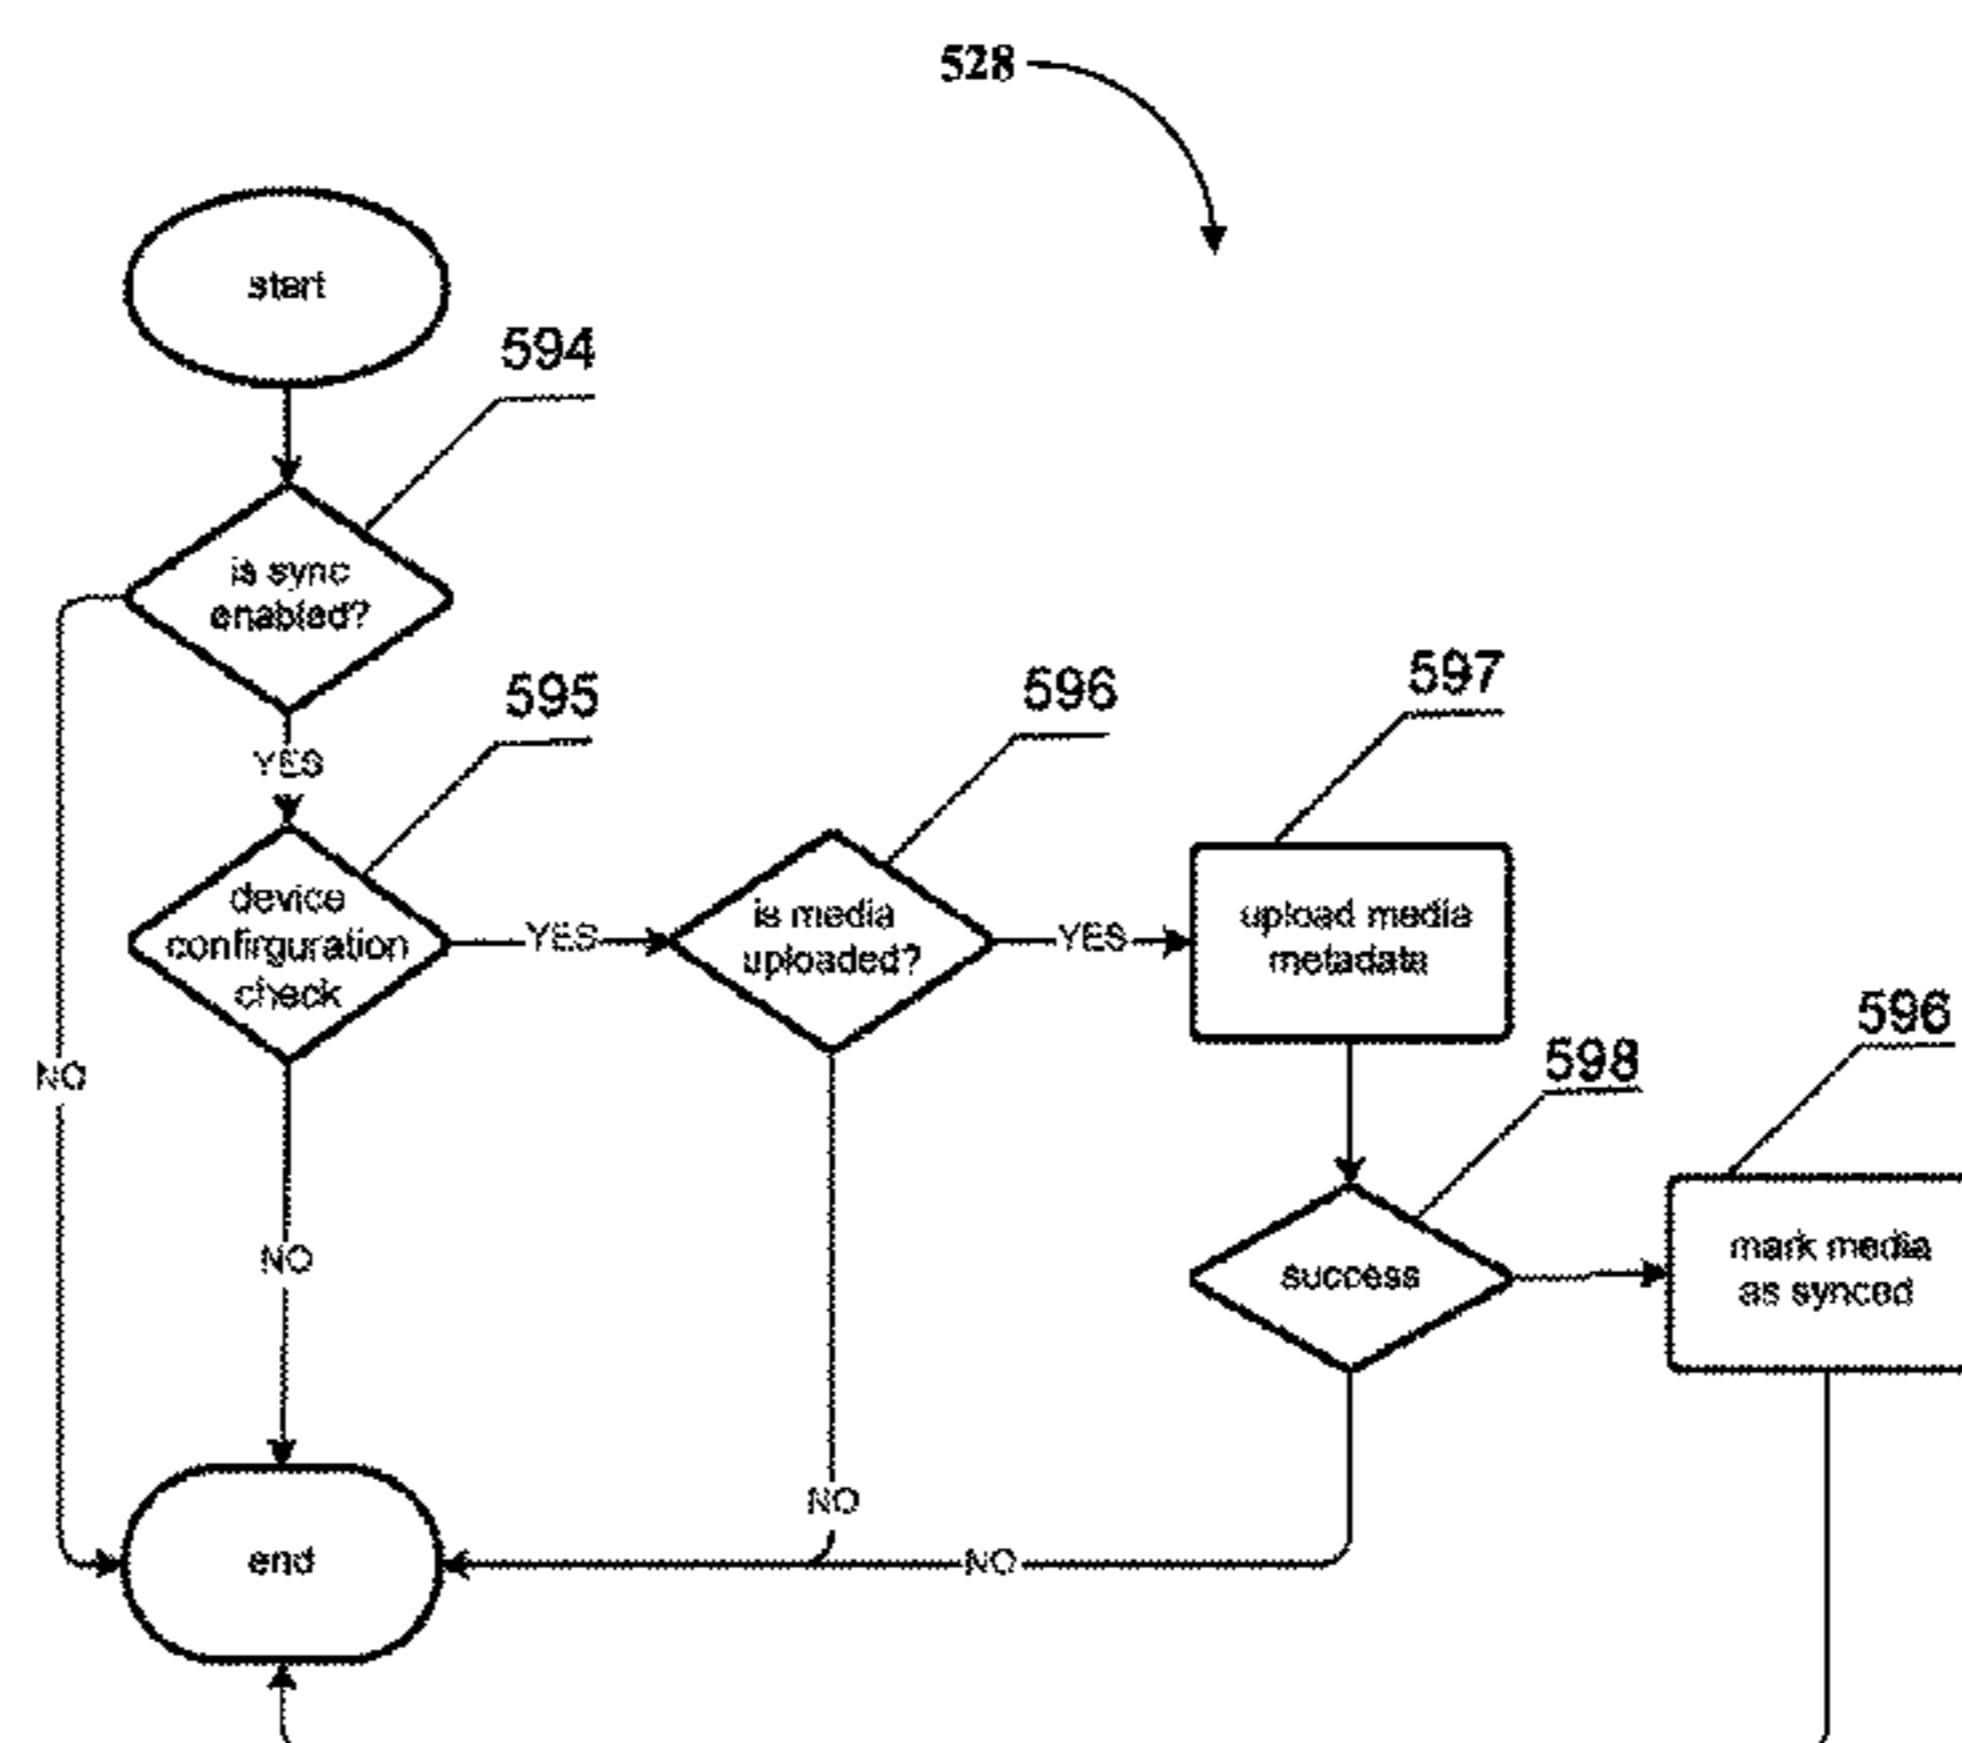 528
start
594
is sync
enabled?
YES
595
device
confirguration
check
YES
596
is media
uploaded?
YES
597
upload media
metadata
598
success
596
mark media
as synced
NO
NO
NO
NO
end